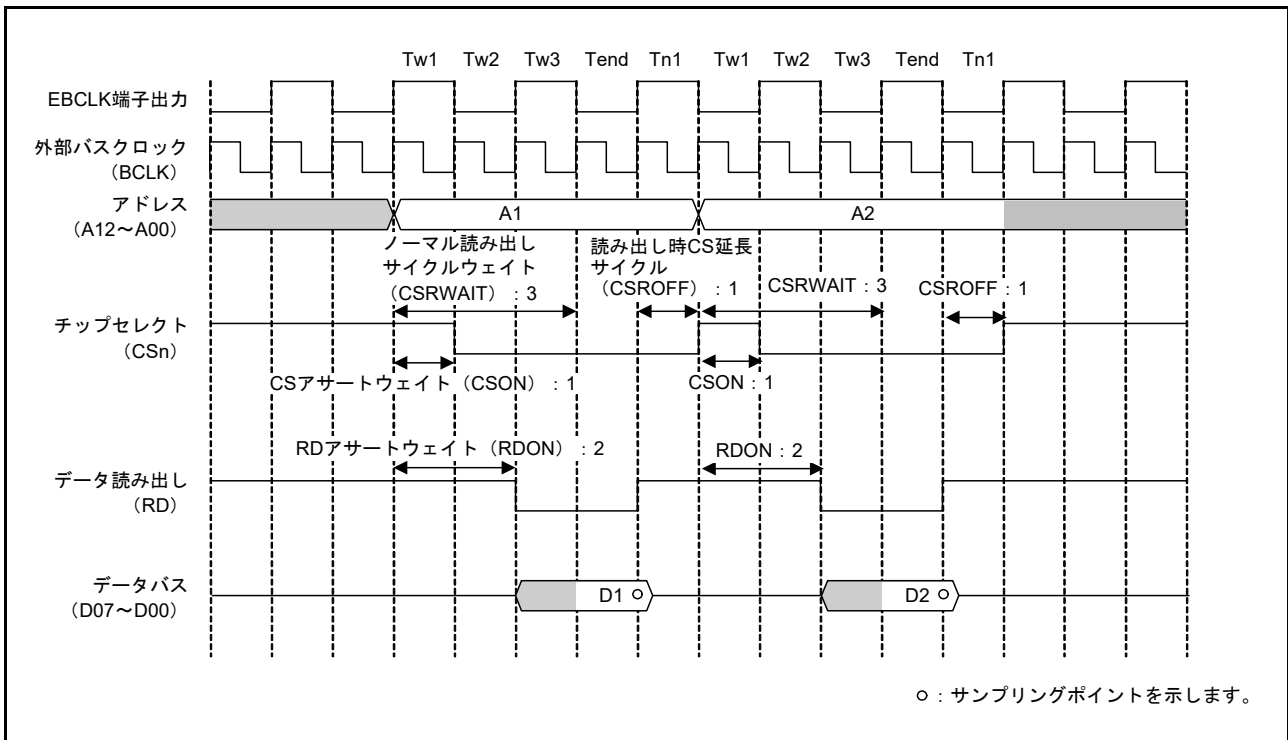 Tw1 Tw2 Tw3 Tend Tn1 Tw1 Tw2 Tw3 Tend Tn1
EBCLK端子出力
外部バスクロック
（BCLK）
アドレス
（A12～A00）
A1
A2
ノーマル読み出し
サイクルウェイト
（CSRWAIT）：3
読み出し時CS延長
サイクル
（CSROFF）：1
CSRWAIT：3
CSROFF：1
チップセレクト
（CSn）
CSアサートウェイト（CSON）：1
CSON：1
RDアサートウェイト（RDON）：2
RDON：2
データ読み出し
（RD）
データバス
（D07～D00）
D1
D2
○：サンプリングポイントを示します。